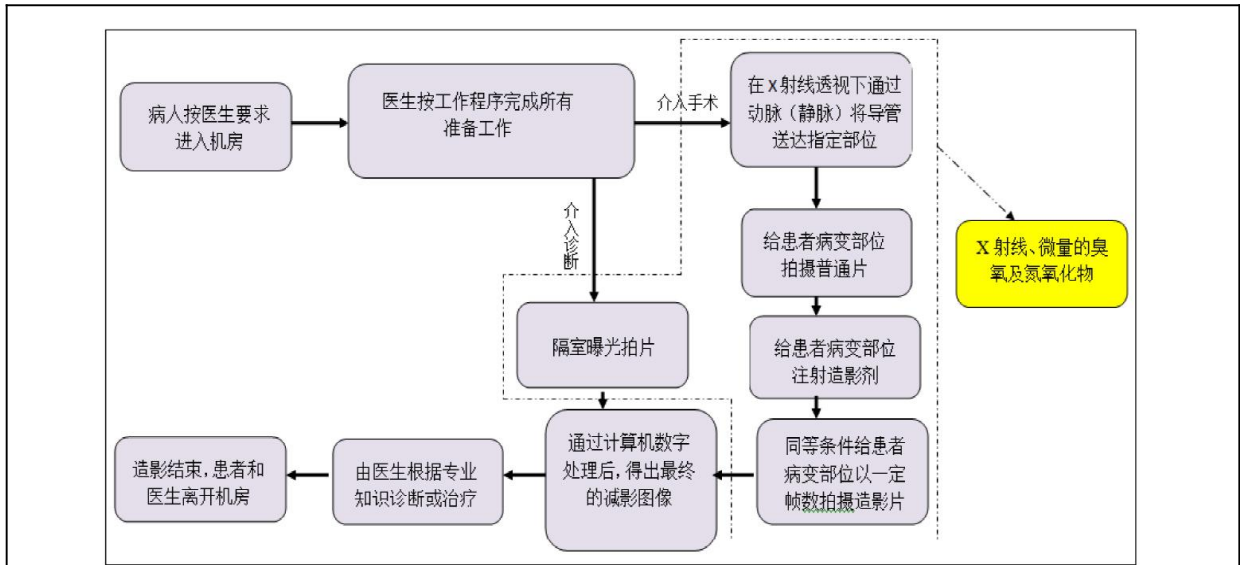 病人按医生要求
进入机房
医生按工作程序完成所有
准备工作
介入手术
在X射线透视下通过
动脉（静脉）将导管
送达指定部位
介入诊断
给患者病变部位
拍摄普通片
X 射线、微量的臭
氧及氮氧化物
隔室曝光拍片
给患者病变部位
注射造影剂
同等条件给患者
病变部位以一定
帧数拍摄造影片
通过计算机数字
处理后，得出最终
的减影图像
由医生根据专业
知识诊断或治疗
造影结束，患者和
医生离开机房